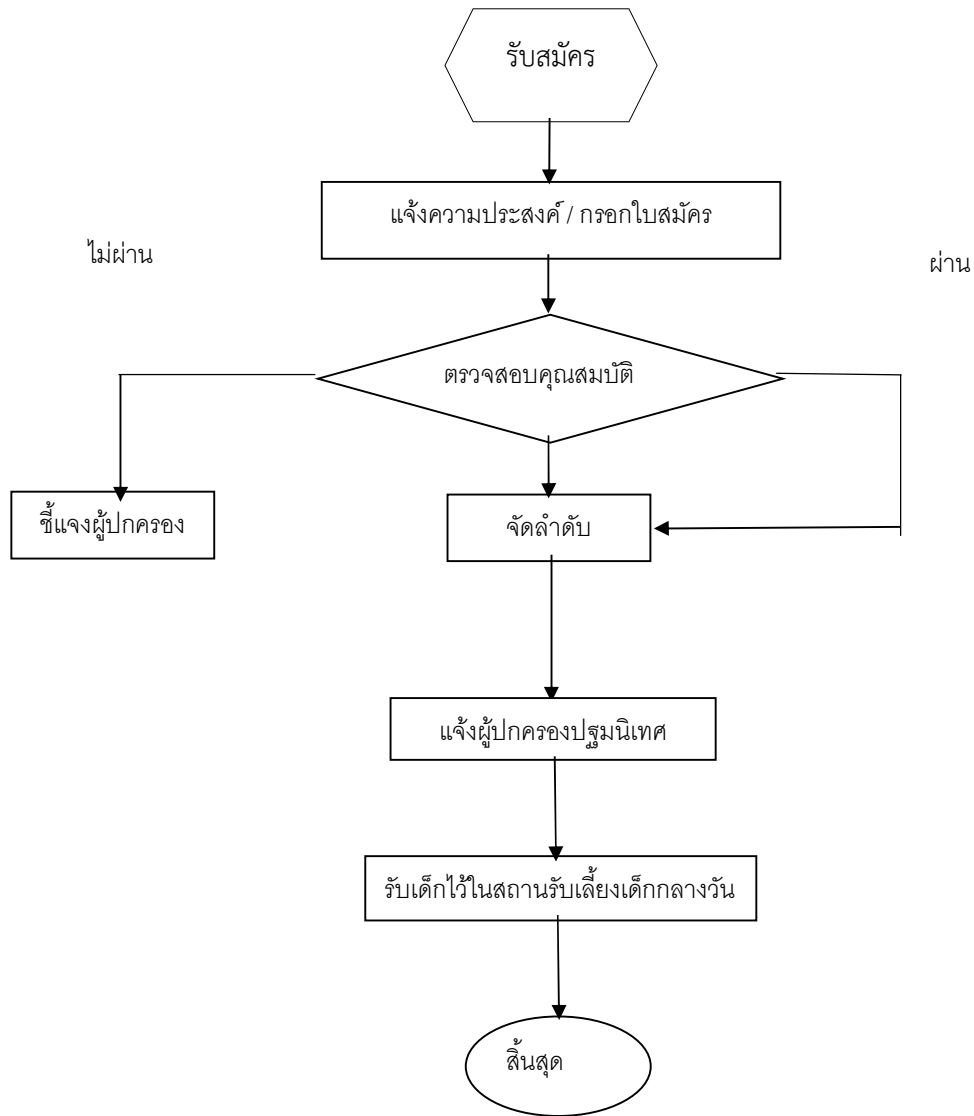 รับสมัคร
แจ้งความประสงค์ / กรอกใบสมัคร
ไม่ผ่าน
ผ่าน
ตรวจสอบคุณสมบัติ
ชี้แจงผู้ปกครอง
จัดลำดับ
แจ้งผู้ปกครองปฐมนิเทศ
รับเด็กไว้ในสถานรับเลี้ยงเด็กกลางวัน
สิ้นสุด